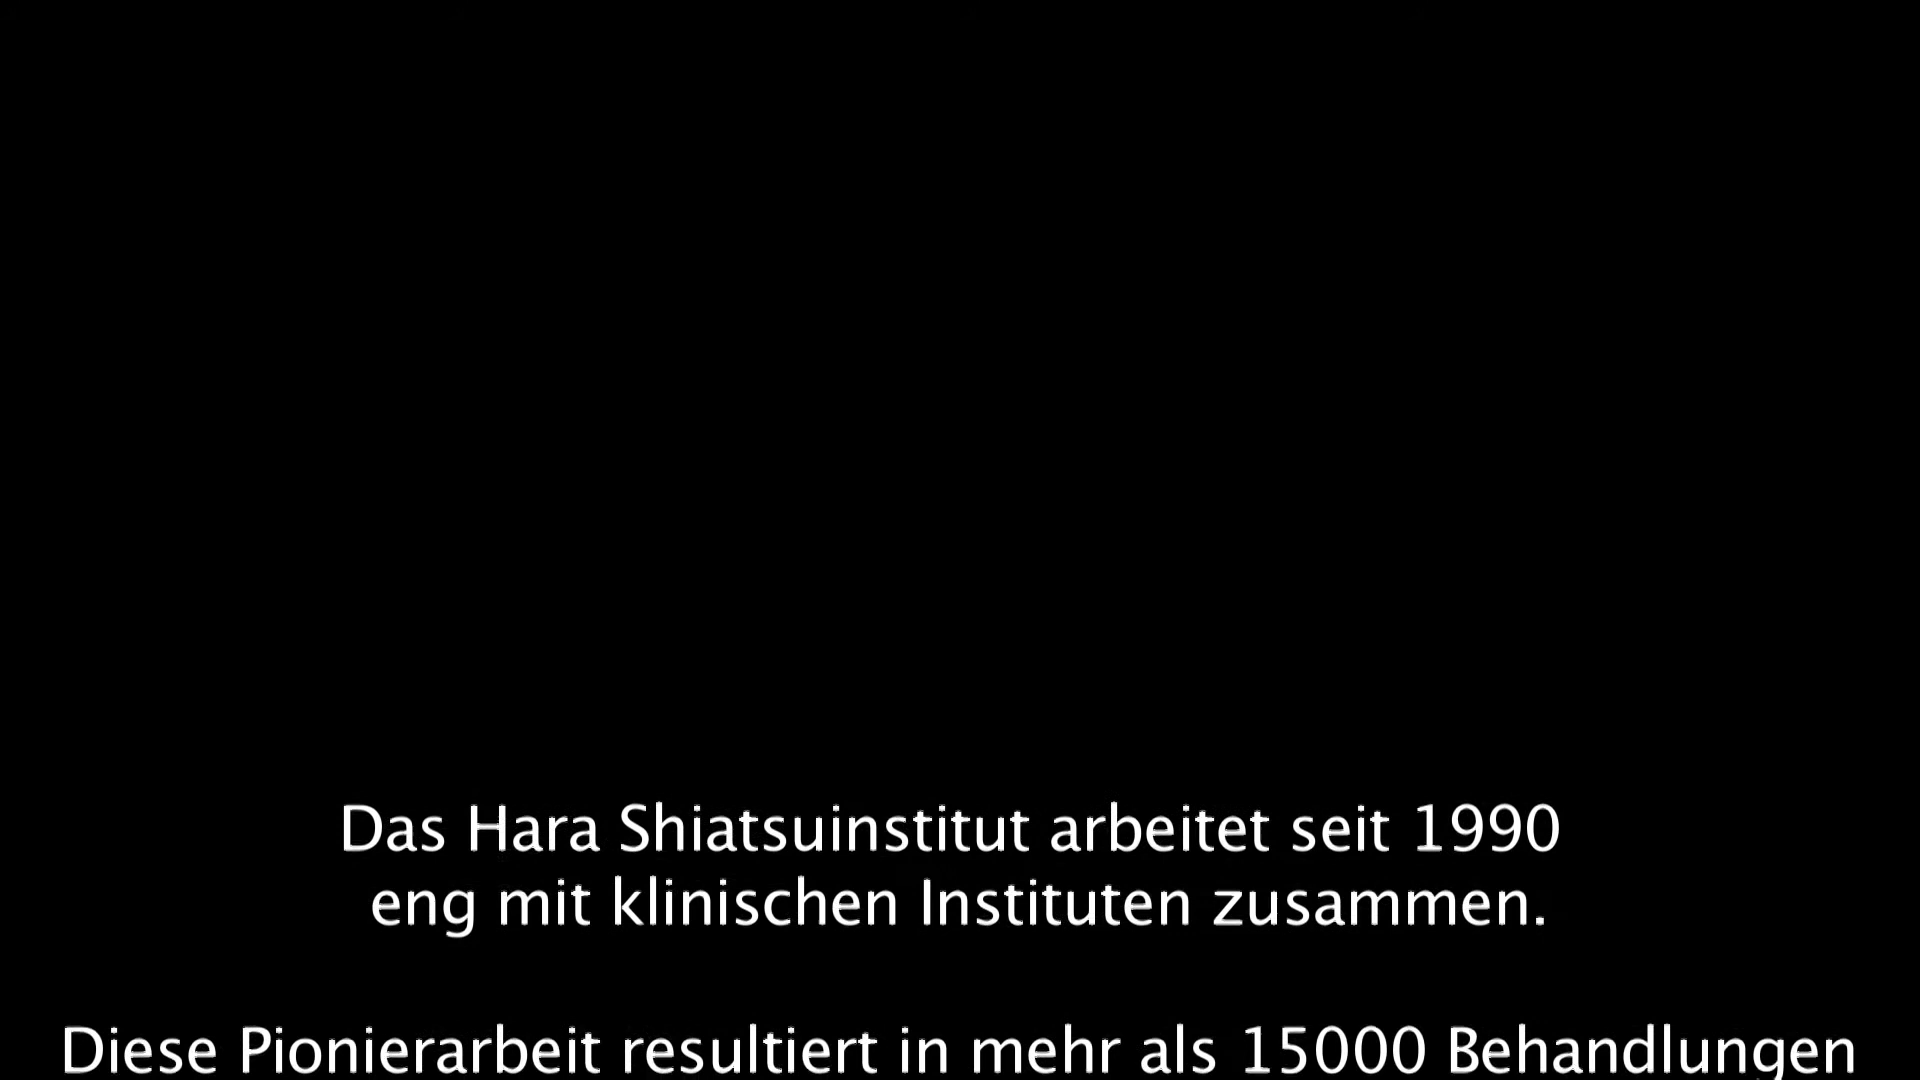 Das Hara Shiatsuinstitut arbeitet seit 1990
eng mit klinischen Instituten zusammen.
Diese Pionierarbeit resultiert in mehr als 15000 Behandlungen